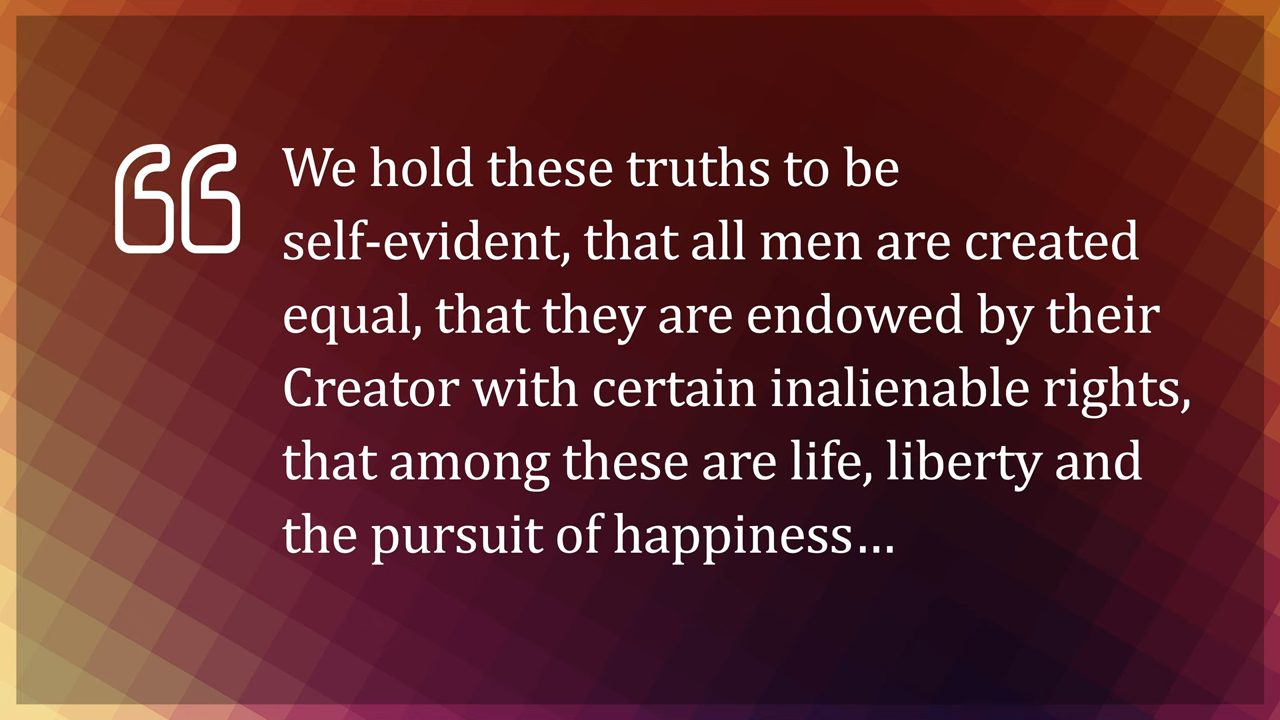 “We hold these truths to be
self-evident, that all men are created
equal, that they are endowed by their
Creator with certain inalienable rights,
that among these are life, liberty and
the pursuit of happiness…